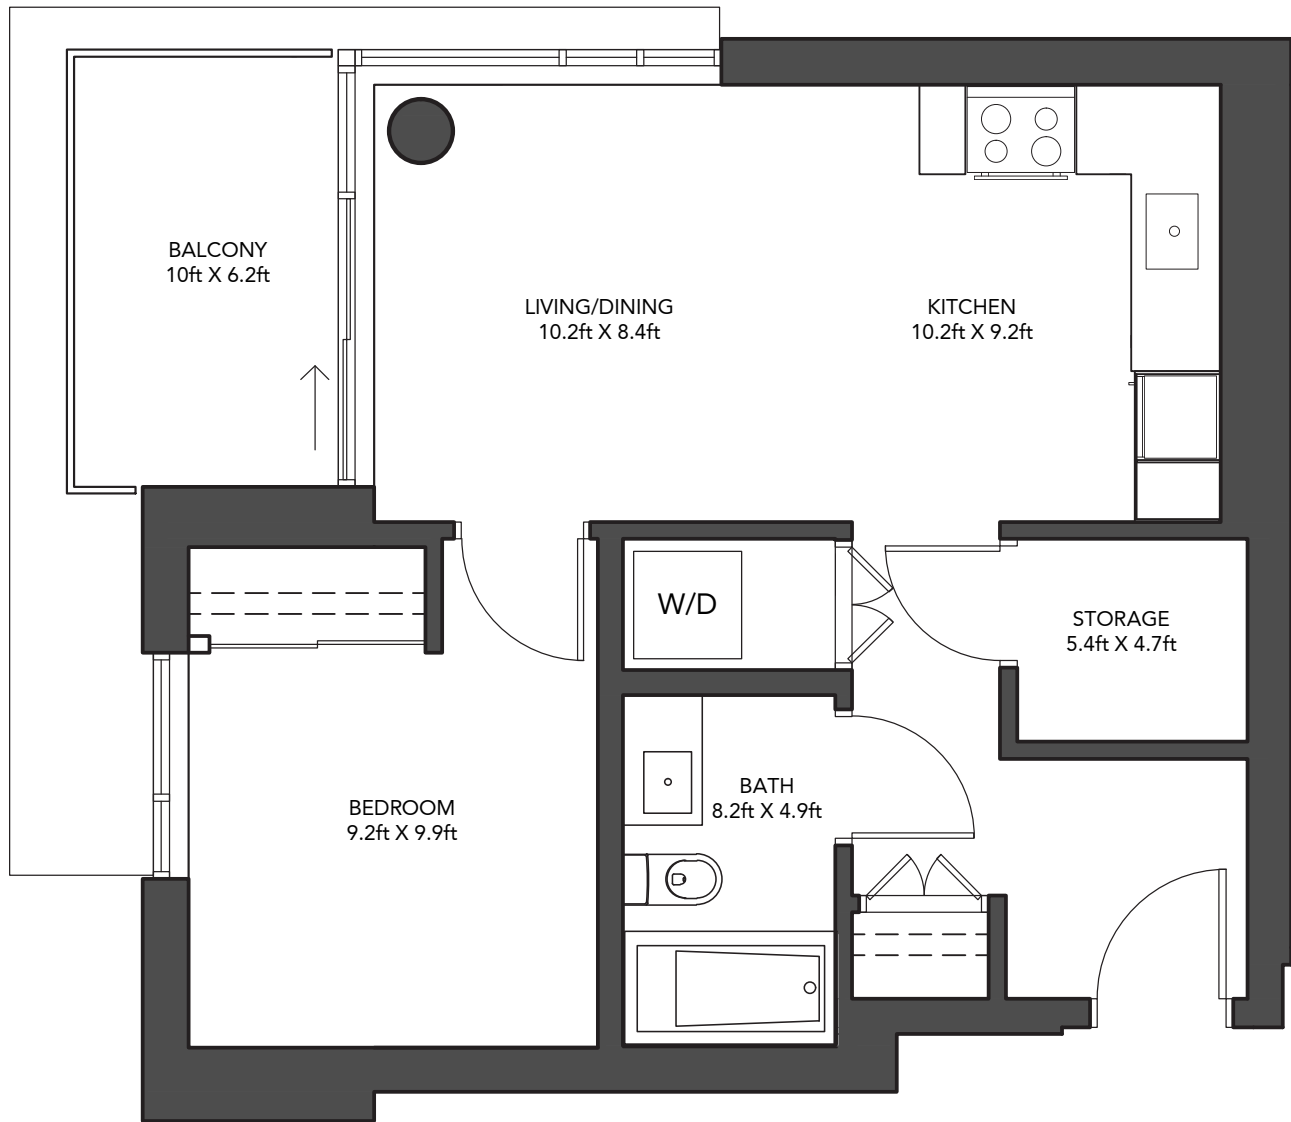 BALCONY
10ft X 6.2ft
LIVING/DINING
10.2ft X 8.4ft
KITCHEN
10.2ft X 9.2ft
W/D
STORAGE
5.4ft X 4.7ft
BATH
8.2ft X 4.9ft
BEDROOM
9.2ft X 9.9ft